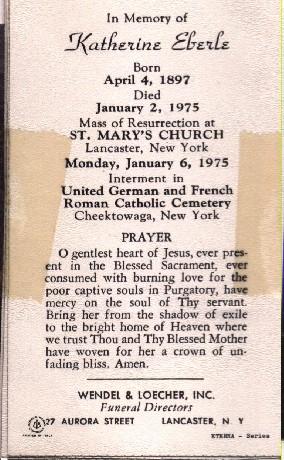 In Memory of
Katherine Eberle
Born
April 4, 1897
Died
January 2, 1975
Mass of Resurrection at
ST. MARY'S CHURCH
Lancaster, New York
Monday, January 6, 1975
Interment in
United German and French
Roman Catholic Cemetery
Cheektowaga, New York
PRAYER
O gentlest heart of Jesus, ever pres-
ent in the Blessed Sacrament, ever
consumed with burning love for the
poor captive souls in Purgatory, have
mercy on the soul of Thy servant.
Bring her from the shadow of exile
to the bright home of Heaven where
we trust Thou and Thy Blessed Mother
have woven for her a crown of un-
fading bliss. Amen.
WENDEL & LOECHER, INC.
Funeral Directors
27 AURORA STREET LANCASTER, N. Y
PRINTED IN ITALY ETERNA - Series